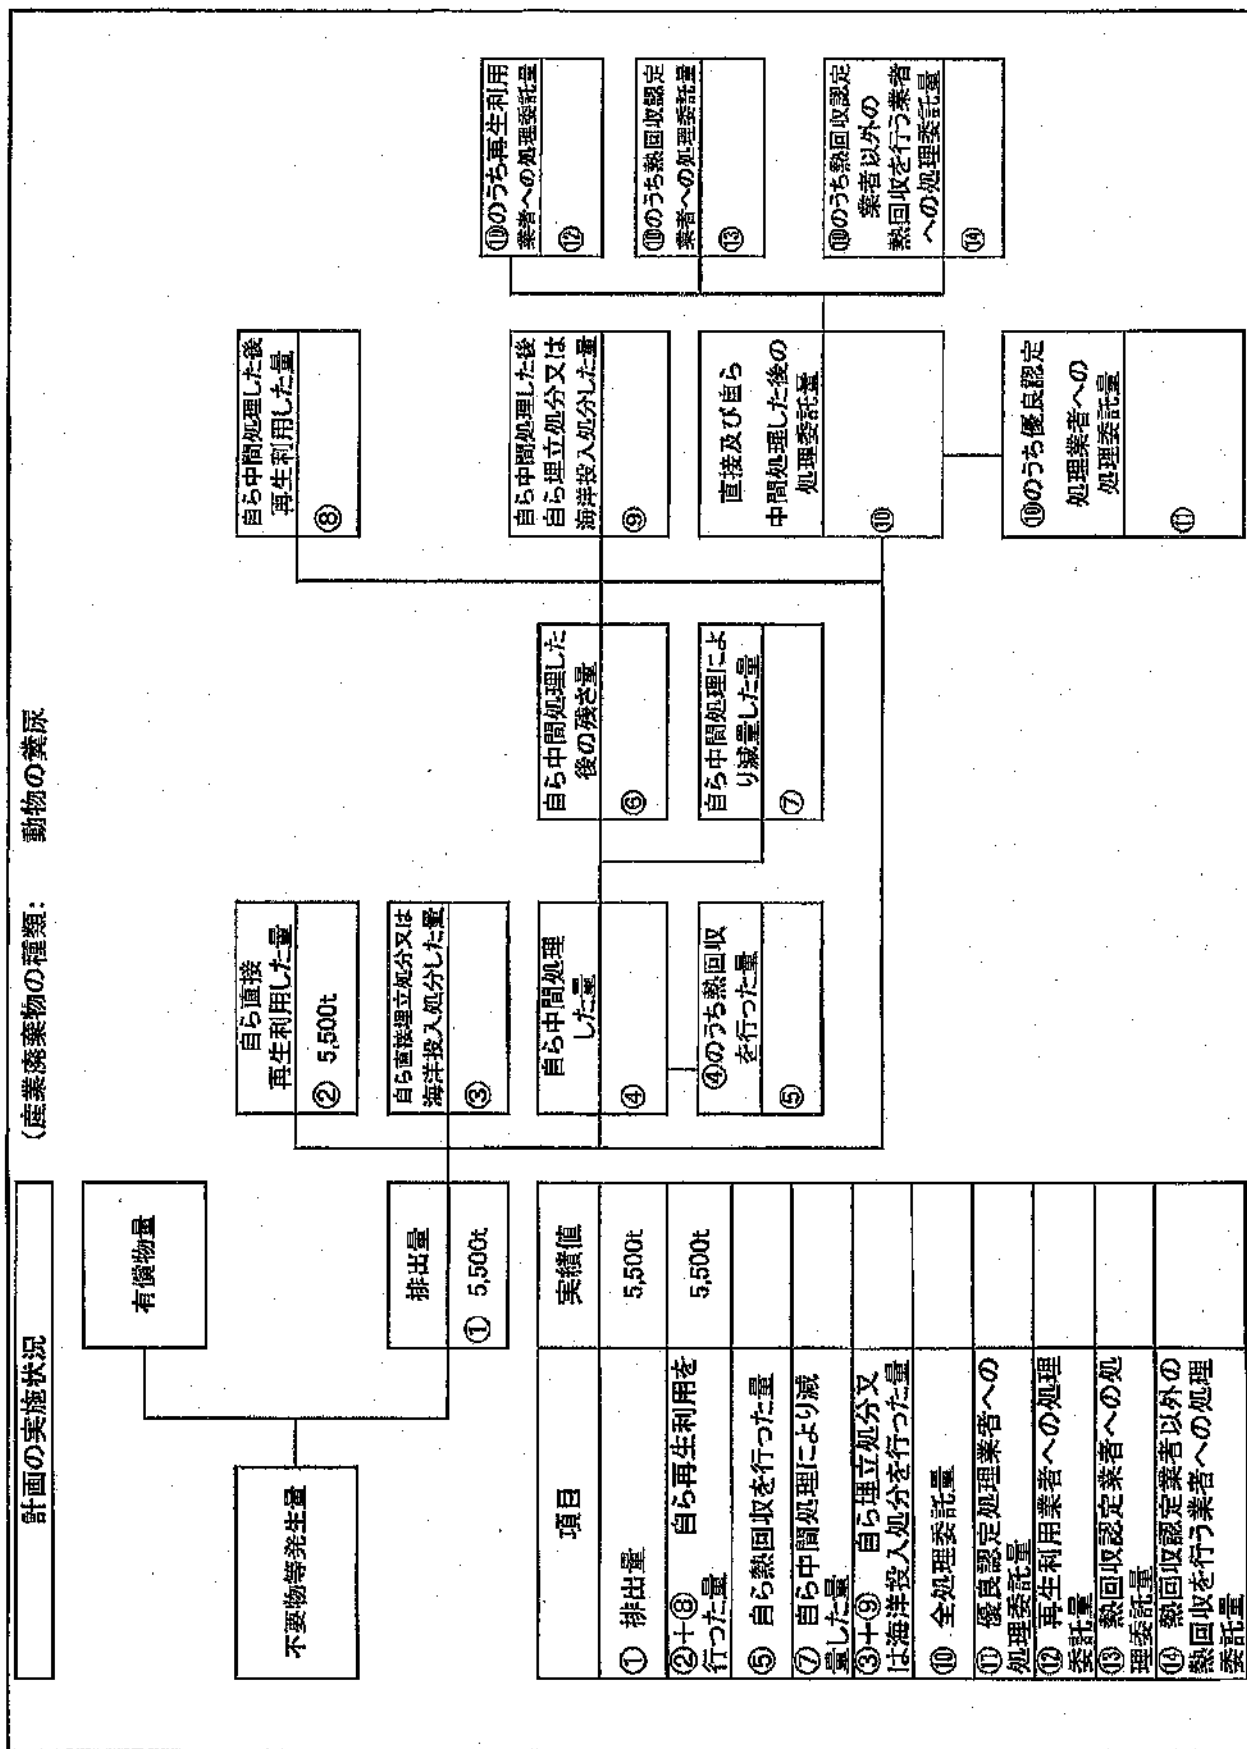 計画の実施状況
(産業廃棄物の種類: 動物の糞尿
不要物等発生量
有償物量
排出量
① 5,500t
自ら直接
再生利用した量
② 5,500t
自ら直接埋立処分又は
海洋投入処分した量
③
自ら中間処理
した量
④
④のうち熱回収
を行った量
⑤
自ら中間処理した
後の残さ量
⑥
自ら中間処理によ
り減量した量
⑦
自ら中間処理した後
再生利用した量
⑧
自ら中間処理した後
自ら埋立処分又は
海洋投入処分した量
⑨
直接及び自ら
中間処理した後の
処理委託量
⑩
⑩のうち優良認定
処理業者への
処理委託量
⑪
⑩のうち再生利用
業者への処理委託量
⑫
⑩のうち熱回収認定
業者への処理委託量
⑬
⑩のうち熱回収認定
業者以外の
熱回収を行う業者
への処理委託量
⑭
項目 実績値
① 排出量 5,500t
②+⑧ 自ら再生利用を
行った量 5,500t
⑤ 自ら熱回収を行った量
⑦ 自ら中間処理により減
量した量
③+⑨ 自ら埋立処分又
は海洋投入処分を行った量
⑩ 全処理委託量
⑪ 優良認定処理業者への
処理委託量
⑫ 再生利用業者への処理
委託量
⑬ 熱回収認定業者への処
理委託量
⑭ 熱回収認定業者以外の
熱回収を行う業者への処理
委託量